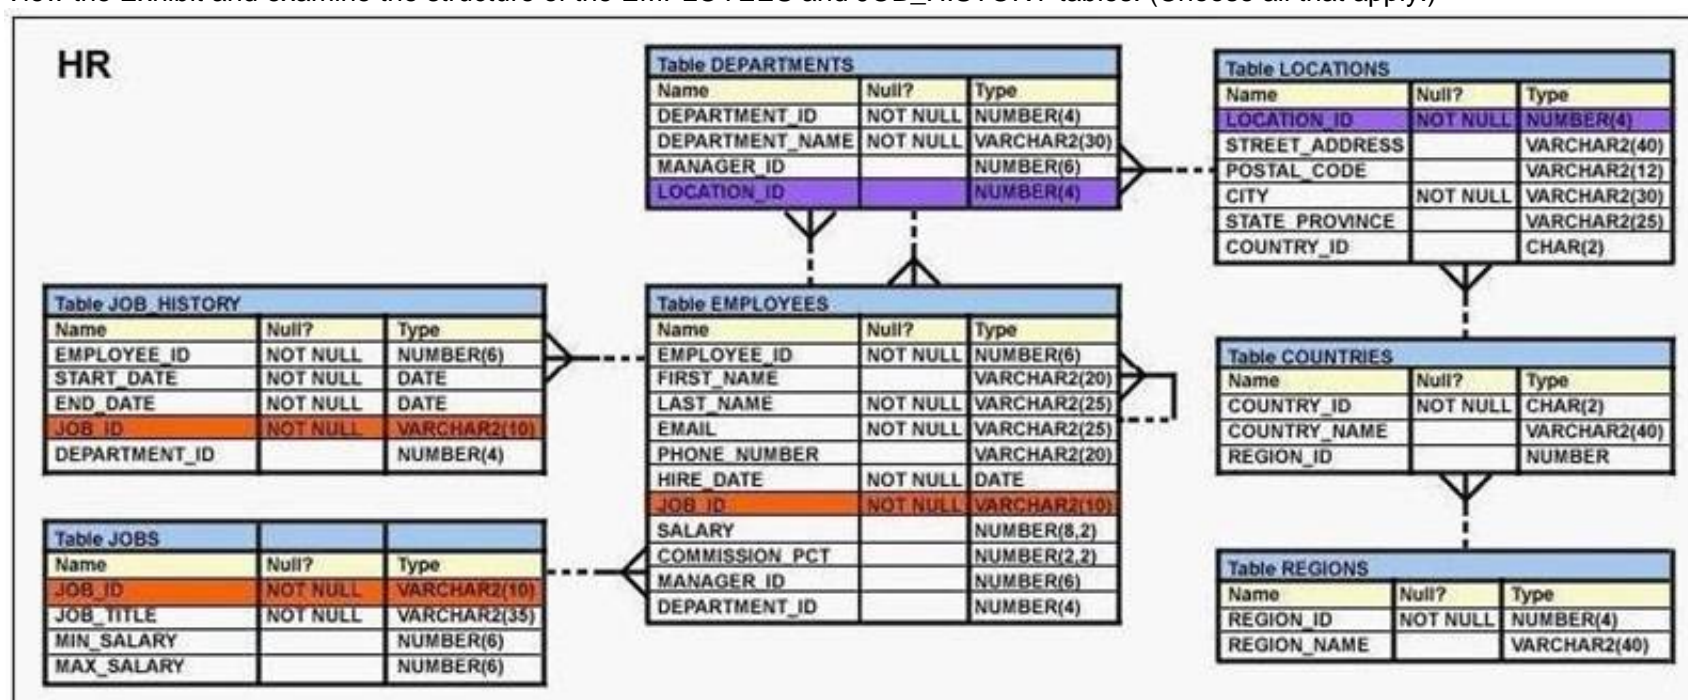 HR
Table DEPARTMENTS
Name Null? Type
DEPARTMENT_ID NOT NULL NUMBER(4)
DEPARTMENT_NAME NOT NULL VARCHAR2(30)
MANAGER_ID NUMBER(6)
LOCATION_ID NUMBER(4)
Table LOCATIONS
Name Null? Type
LOCATION_ID NOT NULL NUMBER(4)
STREET_ADDRESS VARCHAR2(40)
POSTAL_CODE VARCHAR2(12)
CITY NOT NULL VARCHAR2(30)
STATE_PROVINCE VARCHAR2(25)
COUNTRY_ID CHAR(2)
Table JOB_HISTORY
Name Null? Type
EMPLOYEE_ID NOT NULL NUMBER(6)
START_DATE NOT NULL DATE
END_DATE NOT NULL DATE
JOB_ID NOT NULL VARCHAR2(10)
DEPARTMENT_ID NUMBER(4)
Table EMPLOYEES
Name Null? Type
EMPLOYEE_ID NOT NULL NUMBER(6)
FIRST_NAME VARCHAR2(20)
LAST_NAME NOT NULL VARCHAR2(25)
EMAIL NOT NULL VARCHAR2(25)
PHONE_NUMBER VARCHAR2(20)
HIRE_DATE NOT NULL DATE
JOB_ID NOT NULL VARCHAR2(10)
SALARY NUMBER(8,2)
COMMISSION_PCT NUMBER(2,2)
MANAGER_ID NUMBER(6)
DEPARTMENT_ID NUMBER(4)
Table COUNTRIES
Name Null? Type
COUNTRY_ID NOT NULL CHAR(2)
COUNTRY_NAME VARCHAR2(40)
REGION_ID NUMBER
Table JOBS
Name Null? Type
JOB_ID NOT NULL VARCHAR2(10)
JOB_TITLE NOT NULL VARCHAR2(35)
MIN_SALARY NUMBER(6)
MAX_SALARY NUMBER(6)
Table REGIONS
Name Null? Type
REGION_ID NOT NULL NUMBER(4)
REGION_NAME VARCHAR2(40)